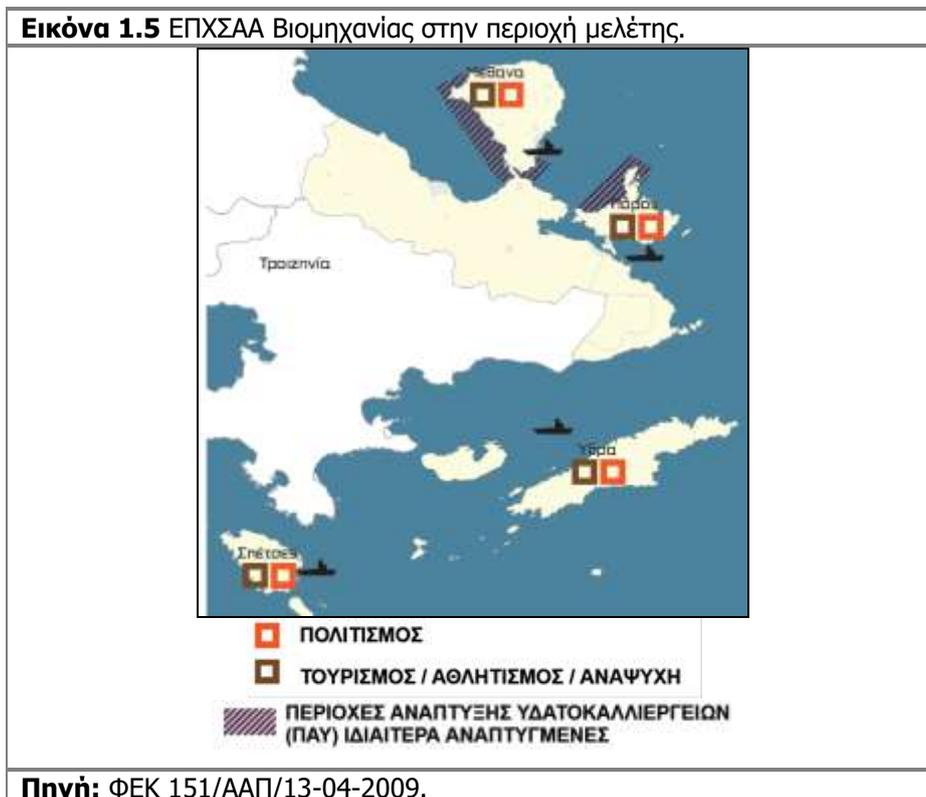 Εικόνα 1.5 ΕΠΧΣΑΑ Βιομηχανίας στην περιοχή μελέτης.
Μέθανα
Πόρος
Τροιζηνία
Ύδρα
Σπέτσες
ΠΟΛΙΤΙΣΜΟΣ
ΤΟΥΡΙΣΜΟΣ / ΑΘΛΗΤΙΣΜΟΣ / ΑΝΑΨΥΧΗ
ΠΕΡΙΟΧΕΣ ΑΝΑΠΤΥΞΗΣ ΥΔΑΤΟΚΑΛΛΙΕΡΓΕΙΩΝ
(ΠΑΥ) ΙΔΙΑΙΤΕΡΑ ΑΝΑΠΤΥΓΜΕΝΕΣ
Πηγή: ΦΕΚ 151/ΑΑΠ/13-04-2009.